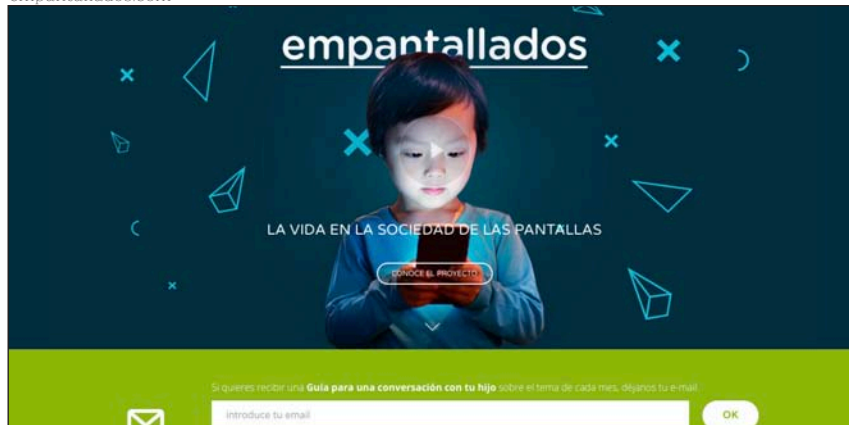 empantallados
LA VIDA EN LA SOCIEDAD DE LAS PANTALLAS
CONOCE EL PROYECTO
Si quieres recibir una Guía para una conversación con tu hijo sobre el tema de cada mes, déjanos tu e-mail.
introduce tu email
OK